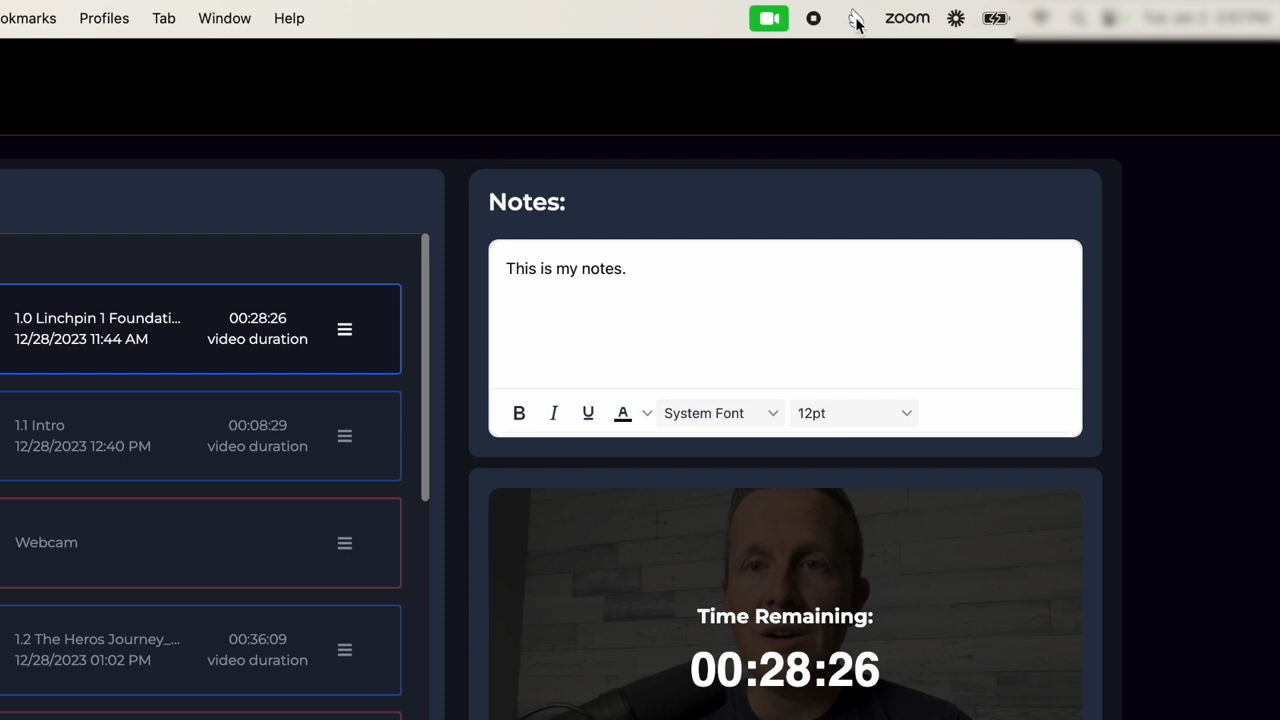 okmarks Profiles Tab Window Help zoom
Notes:
This is my notes.
1.0 Linchpin 1 Foundati... 00:28:26
12/28/2023 11:44 AM video duration
B I U A System Font 12pt
1.1 Intro 00:08:29
12/28/2023 12:40 PM video duration
Webcam
Time Remaining:
1.2 The Heros Journey_... 00:36:09
12/28/2023 01:02 PM video duration
00:28:26